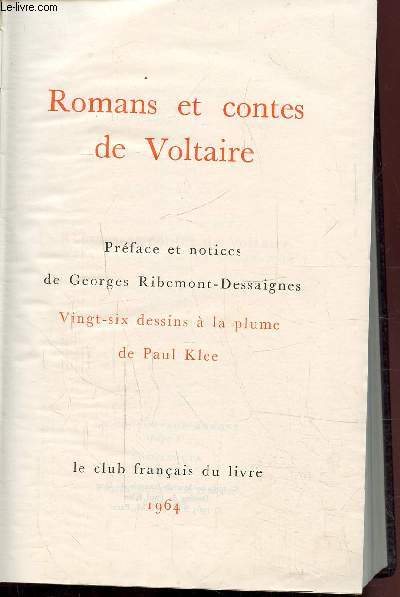 Le-livre.com
Romans et contes
de Voltaire
Préface et notices
de Georges Ribemont-Dessaignes
Vingt-six dessins à la plume
de Paul Klee
le club français du livre
1964